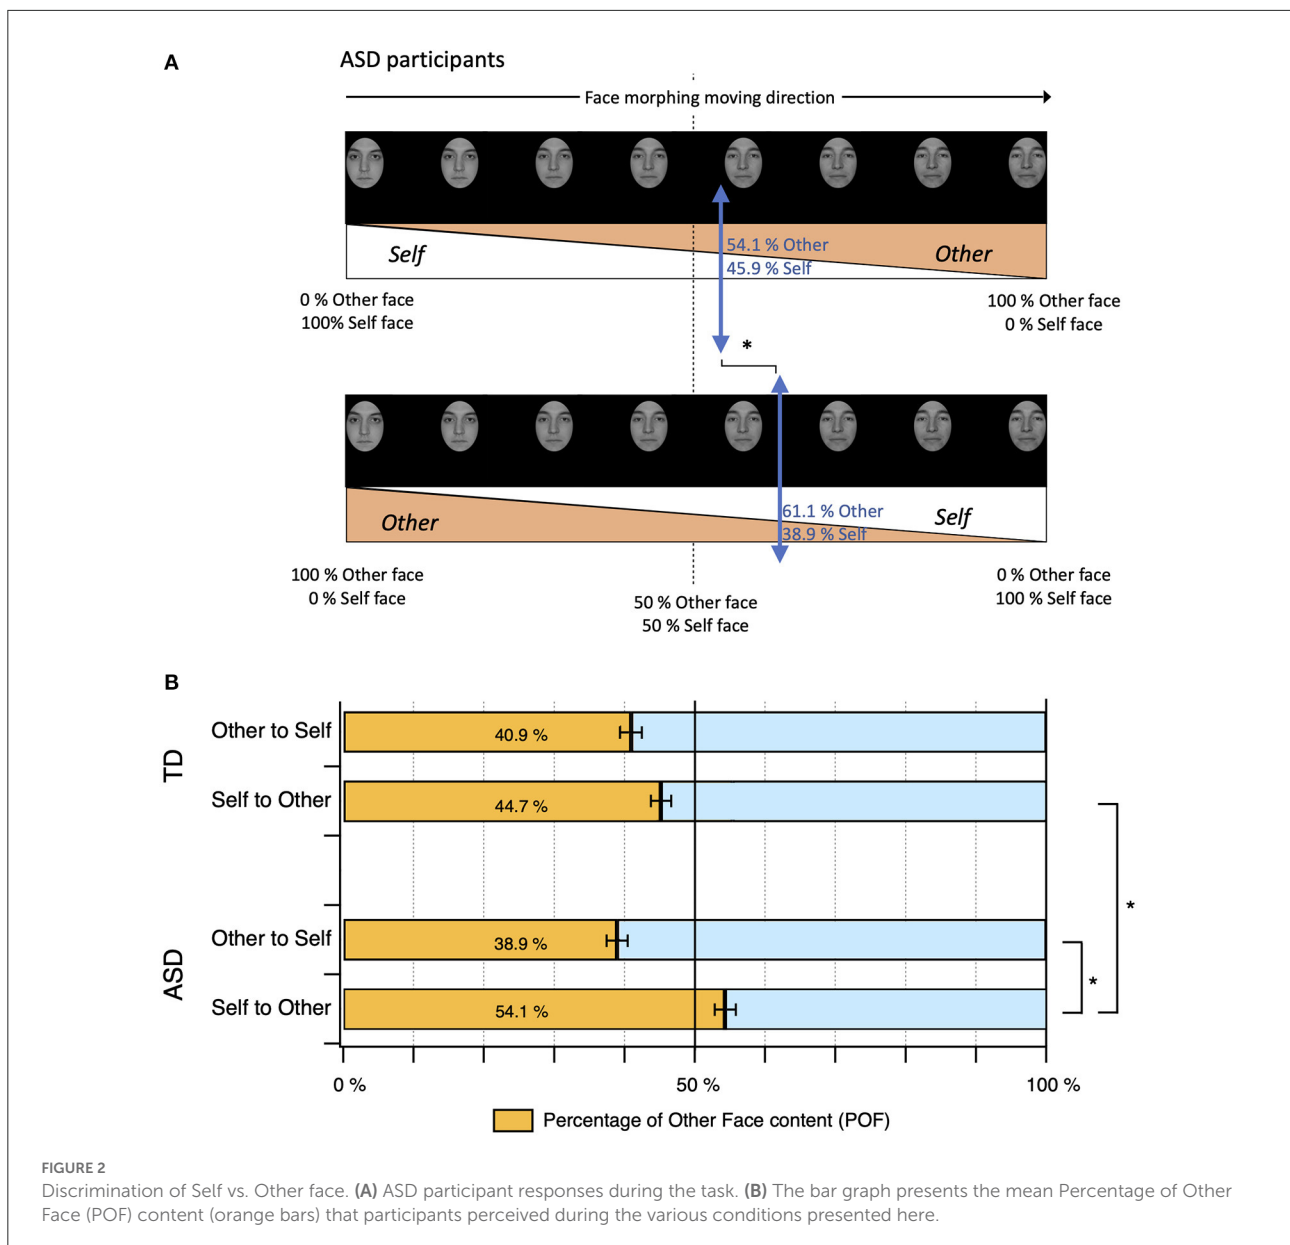 A
ASD participants
Face morphing moving direction
54.1 % Other
45.9 % Self
Self
Other
0 % Other face
100% Self face
100 % Other face
0 % Self face
*
61.1 % Other
38.9 % Self
Other
Self
100 % Other face
0 % Self face
50 % Other face
50 % Self face
0 % Other face
100 % Self face
B
TD
Other to Self
40.9 %
Self to Other
44.7 %
*
ASD
Other to Self
38.9 %
*
Self to Other
54.1 %
0 %
50 %
100 %
Percentage of Other Face content (POF)
FIGURE 2
Discrimination of Self vs. Other face. (A) ASD participant responses during the task. (B) The bar graph presents the mean Percentage of Other
Face (POF) content (orange bars) that participants perceived during the various conditions presented here.